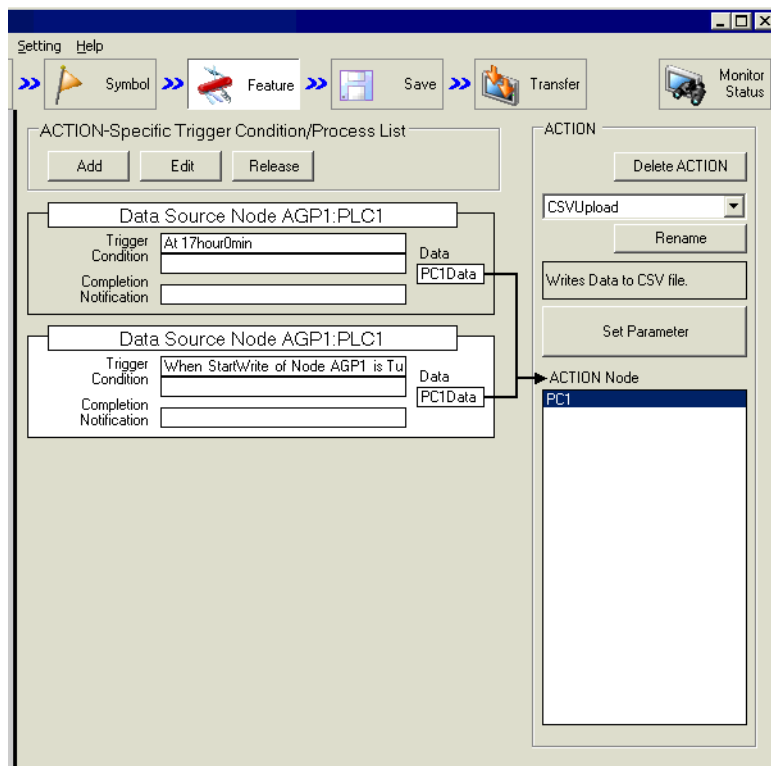 Setting Help
Symbol
Feature
Save
Transfer
Monitor
Status
ACTION-Specific Trigger Condition/Process List
Add Edit Release
Data Source Node AGP1:PLC1
Trigger
Condition
At 17hour0min
Completion
Notification
Data
PC1Data
Data Source Node AGP1:PLC1
Trigger
Condition
When StartWrite of Node AGP1 is Tu
Completion
Notification
Data
PC1Data
ACTION
Delete ACTION
CSVUpload
Rename
Writes Data to CSV file.
Set Parameter
ACTION Node
PC1